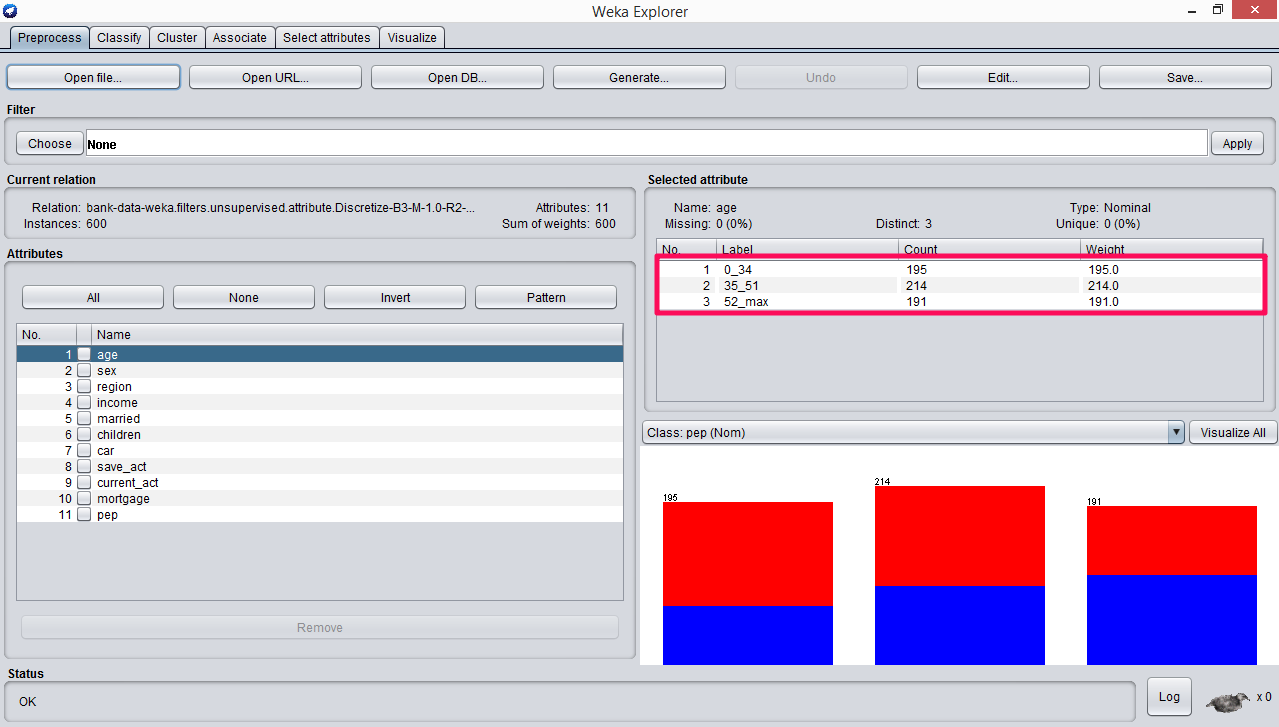 Weka Explorer
Preprocess Classify Cluster Associate Select attributes Visualize
Open file... Open URL... Open DB... Generate... Undo Edit... Save...
Filter
Choose None Apply
Current relation
Relation: bank-data-weka.filters.unsupervised.attribute.Discretize-B3-M-1.0-R2-... Attributes: 11
Instances: 600 Sum of weights: 600
Attributes
All None Invert Pattern
No. Name
1 age
2 sex
3 region
4 income
5 married
6 children
7 car
8 save_act
9 current_act
10 mortgage
11 pep
Remove
Selected attribute
Name: age Type: Nominal
Missing: 0 (0%) Distinct: 3 Unique: 0 (0%)
No. Label Count Weight
1 0_34 195 195.0
2 35_51 214 214.0
3 52_max 191 191.0
Class: pep (Nom) Visualize All
195 214 191
Status
OK Log x 0